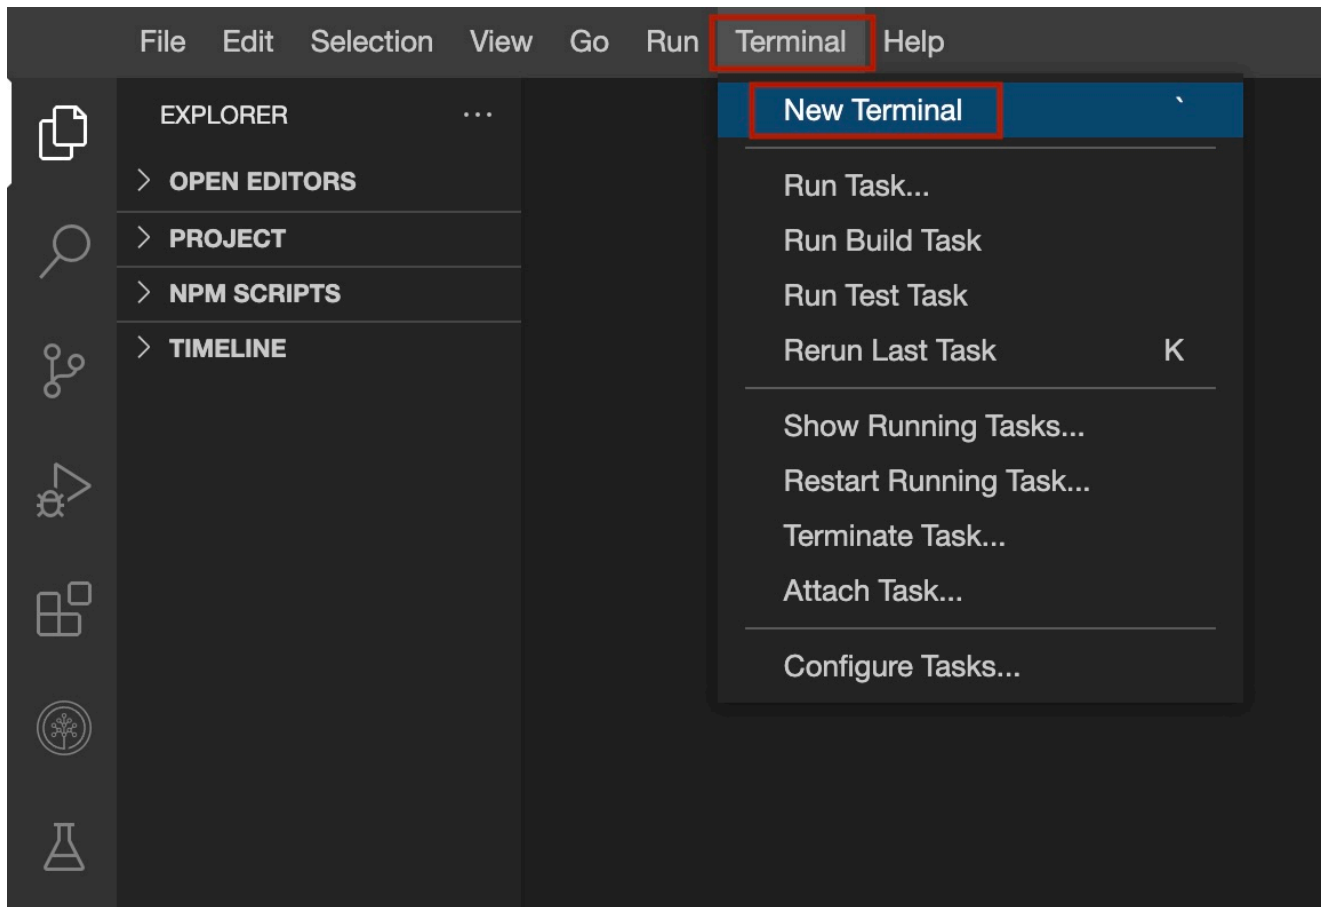 File Edit Selection View Go Run Terminal Help
EXPLORER ...
OPEN EDITORS
PROJECT
NPM SCRIPTS
TIMELINE
New Terminal `
Run Task...
Run Build Task
Run Test Task
Rerun Last Task K
Show Running Tasks...
Restart Running Task...
Terminate Task...
Attach Task...
Configure Tasks...